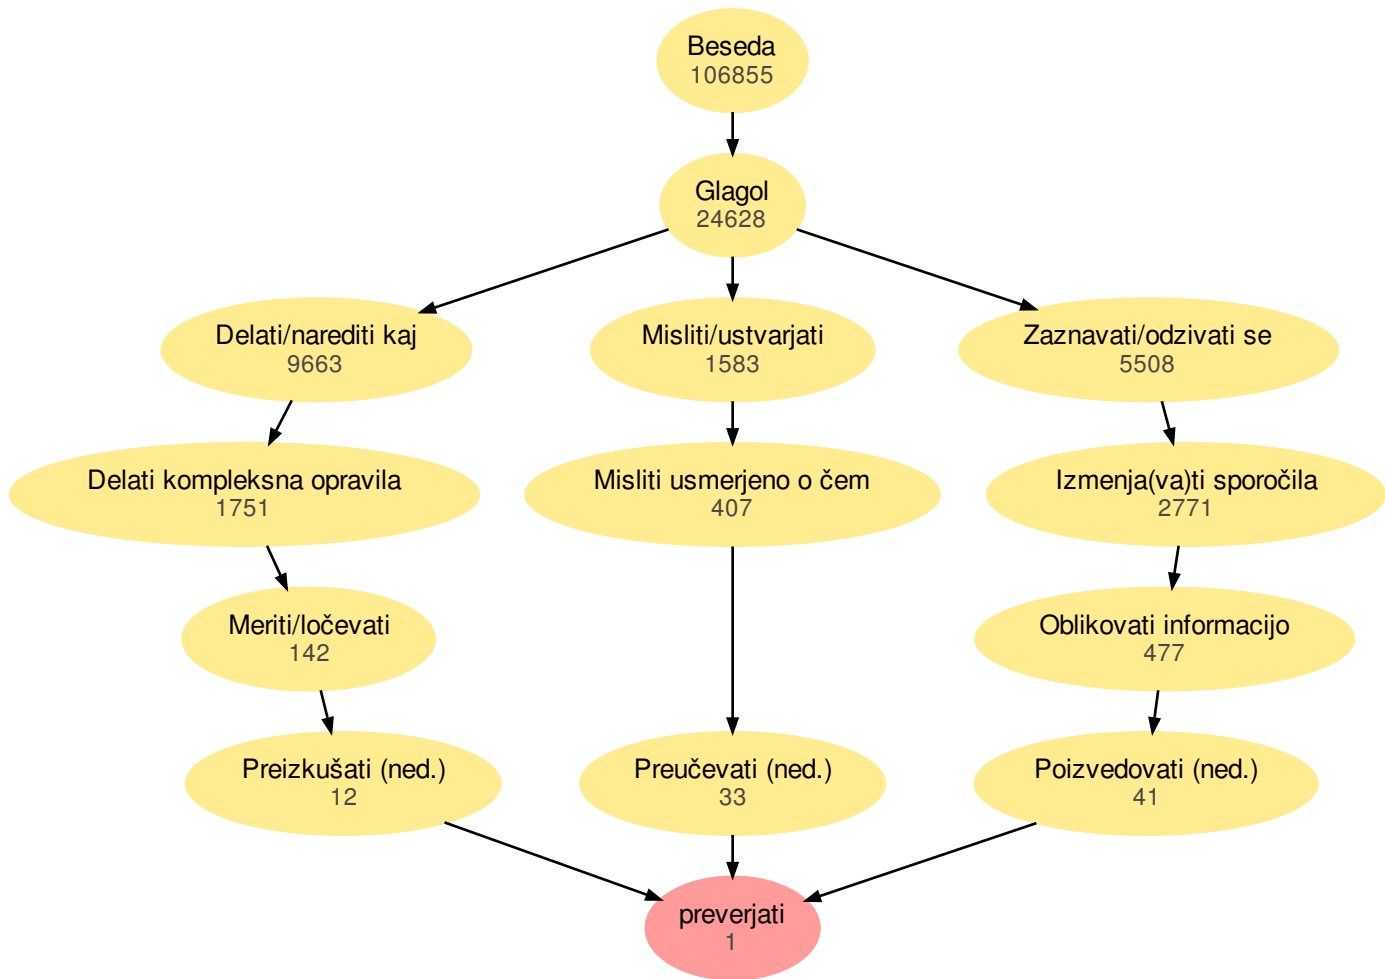 Beseda
106855
Glagol
24628
Delati/narediti kaj
9663
Misliti/ustvarjati
1583
Zaznavati/odzivati se
5508
Delati kompleksna opravila
1751
Misliti usmerjeno o čem
407
Izmenja(va)ti sporočila
2771
Meriti/ločevati
142
Oblikovati informacijo
477
Preizkušati (ned.)
12
Preučevati (ned.)
33
Poizvedovati (ned.)
41
preverjati
1